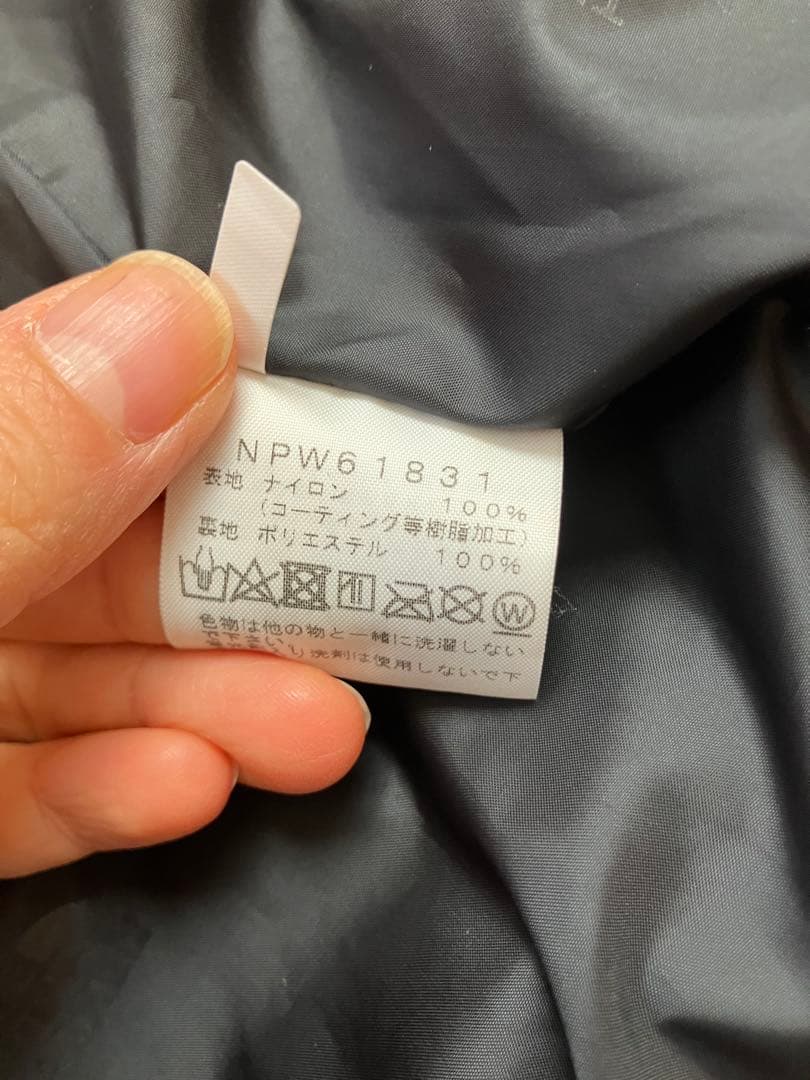 NPW61831
表地 ナイロン 100%
(コーティング等樹脂加工)
裏地 ポリエステル 100%
W
色物は他の物と一緒に洗濯しない
洗剤は使用しないで下